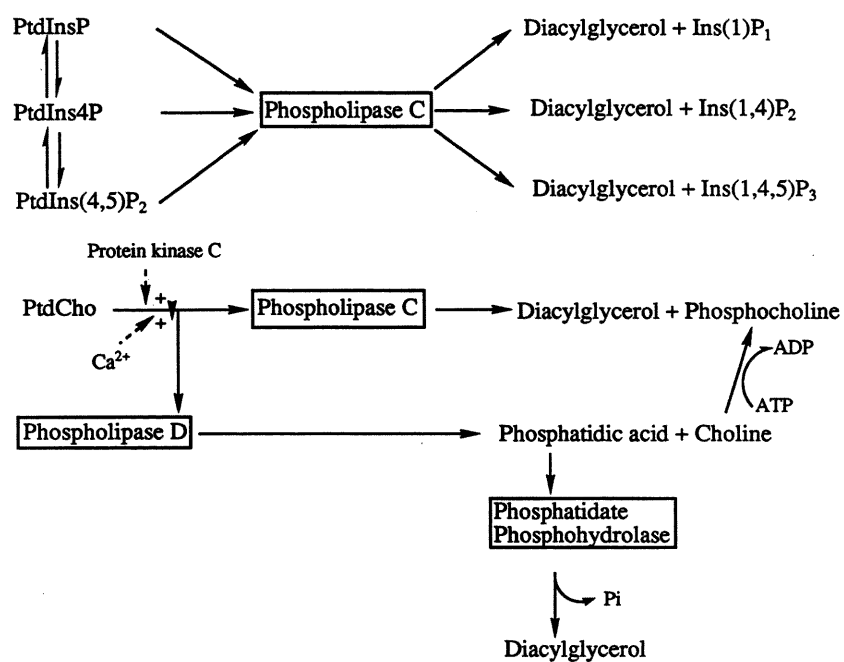 PtdInsP
Diacylglycerol + Ins(1)P1
PtdIns4P
Phospholipase C
Diacylglycerol + Ins(1,4)P2
PtdIns(4,5)P2
Diacylglycerol + Ins(1,4,5)P3
Protein kinase C
+
PtdCho
Phospholipase C
Diacylglycerol + Phosphocholine
+
Ca2+
ADP
ATP
Phospholipase D
Phosphatidic acid + Choline
Phosphatidate
Phosphohydrolase
Pi
Diacylglycerol